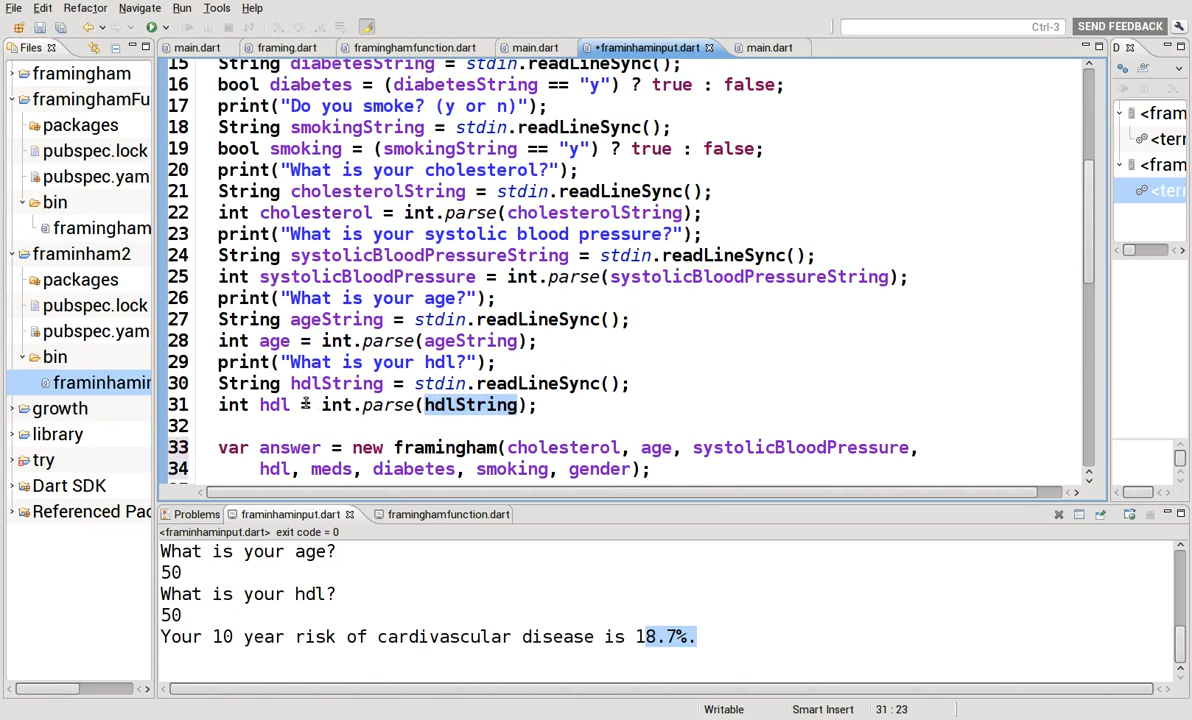 File Edit Refactor Navigate Run Tools Help
Ctrl-3 SEND FEEDBACK
Files main.dart framing.dart framinghamfunction.dart main.dart *framinhaminput.dart main.dart D
framingham
framinghamFu
packages
pubspec.lock
pubspec.yam
bin
framingham
framinham2
packages
pubspec.lock
pubspec.yam
bin
framinhamin
growth
library
try
Dart SDK
Referenced Pac
15 String diabetesString = stdin.readLineSync();
16 bool diabetes = (diabetesString == "y") ? true : false;
17 print("Do you smoke? (y or n)");
18 String smokingString = stdin.readLineSync();
19 bool smoking = (smokingString == "y") ? true : false;
20 print("What is your cholesterol?");
21 String cholesterolString = stdin.readLineSync();
22 int cholesterol = int.parse(cholesterolString);
23 print("What is your systolic blood pressure?");
24 String systolicBloodPressureString = stdin.readLineSync();
25 int systolicBloodPressure = int.parse(systolicBloodPressureString);
26 print("What is your age?");
27 String ageString = stdin.readLineSync();
28 int age = int.parse(ageString);
29 print("What is your hdl?");
30 String hdlString = stdin.readLineSync();
31 int hdl = int.parse(hdlString);
32
33 var answer = new framingham(cholesterol, age, systolicBloodPressure,
34 hdl, meds, diabetes, smoking, gender);
<fram
<terr
<fram
<terr
Problems framinhaminput.dart framinghamfunction.dart
<framinhaminput.dart> exit code = 0
What is your age?
50
What is your hdl?
50
Your 10 year risk of cardivascular disease is 18.7%.
Writable Smart Insert 31 : 23